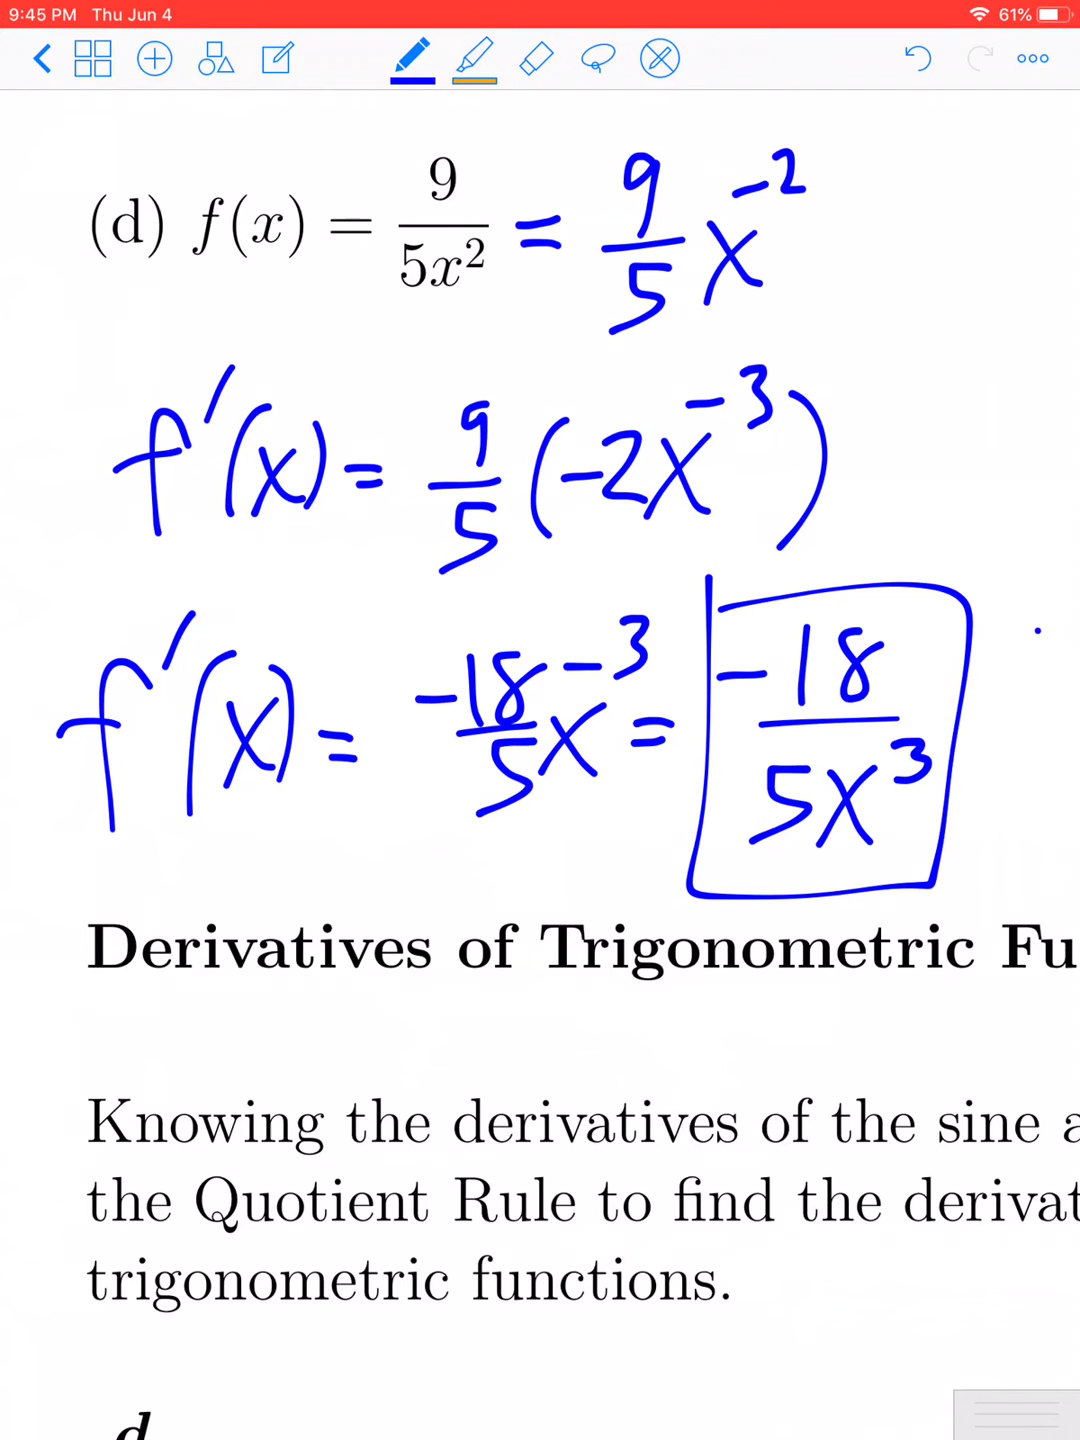 9:45 PM Thu Jun 4 61%
(d) f(x) = 9/(5x²) = 9/5 x⁻²
f'(x) = 9/5 (-2x⁻³)
f'(x) = -18/5 x⁻³ = -18/(5x³)
Derivatives of Trigonometric Fu
Knowing the derivatives of the sine a
the Quotient Rule to find the derivat
trigonometric functions.
d